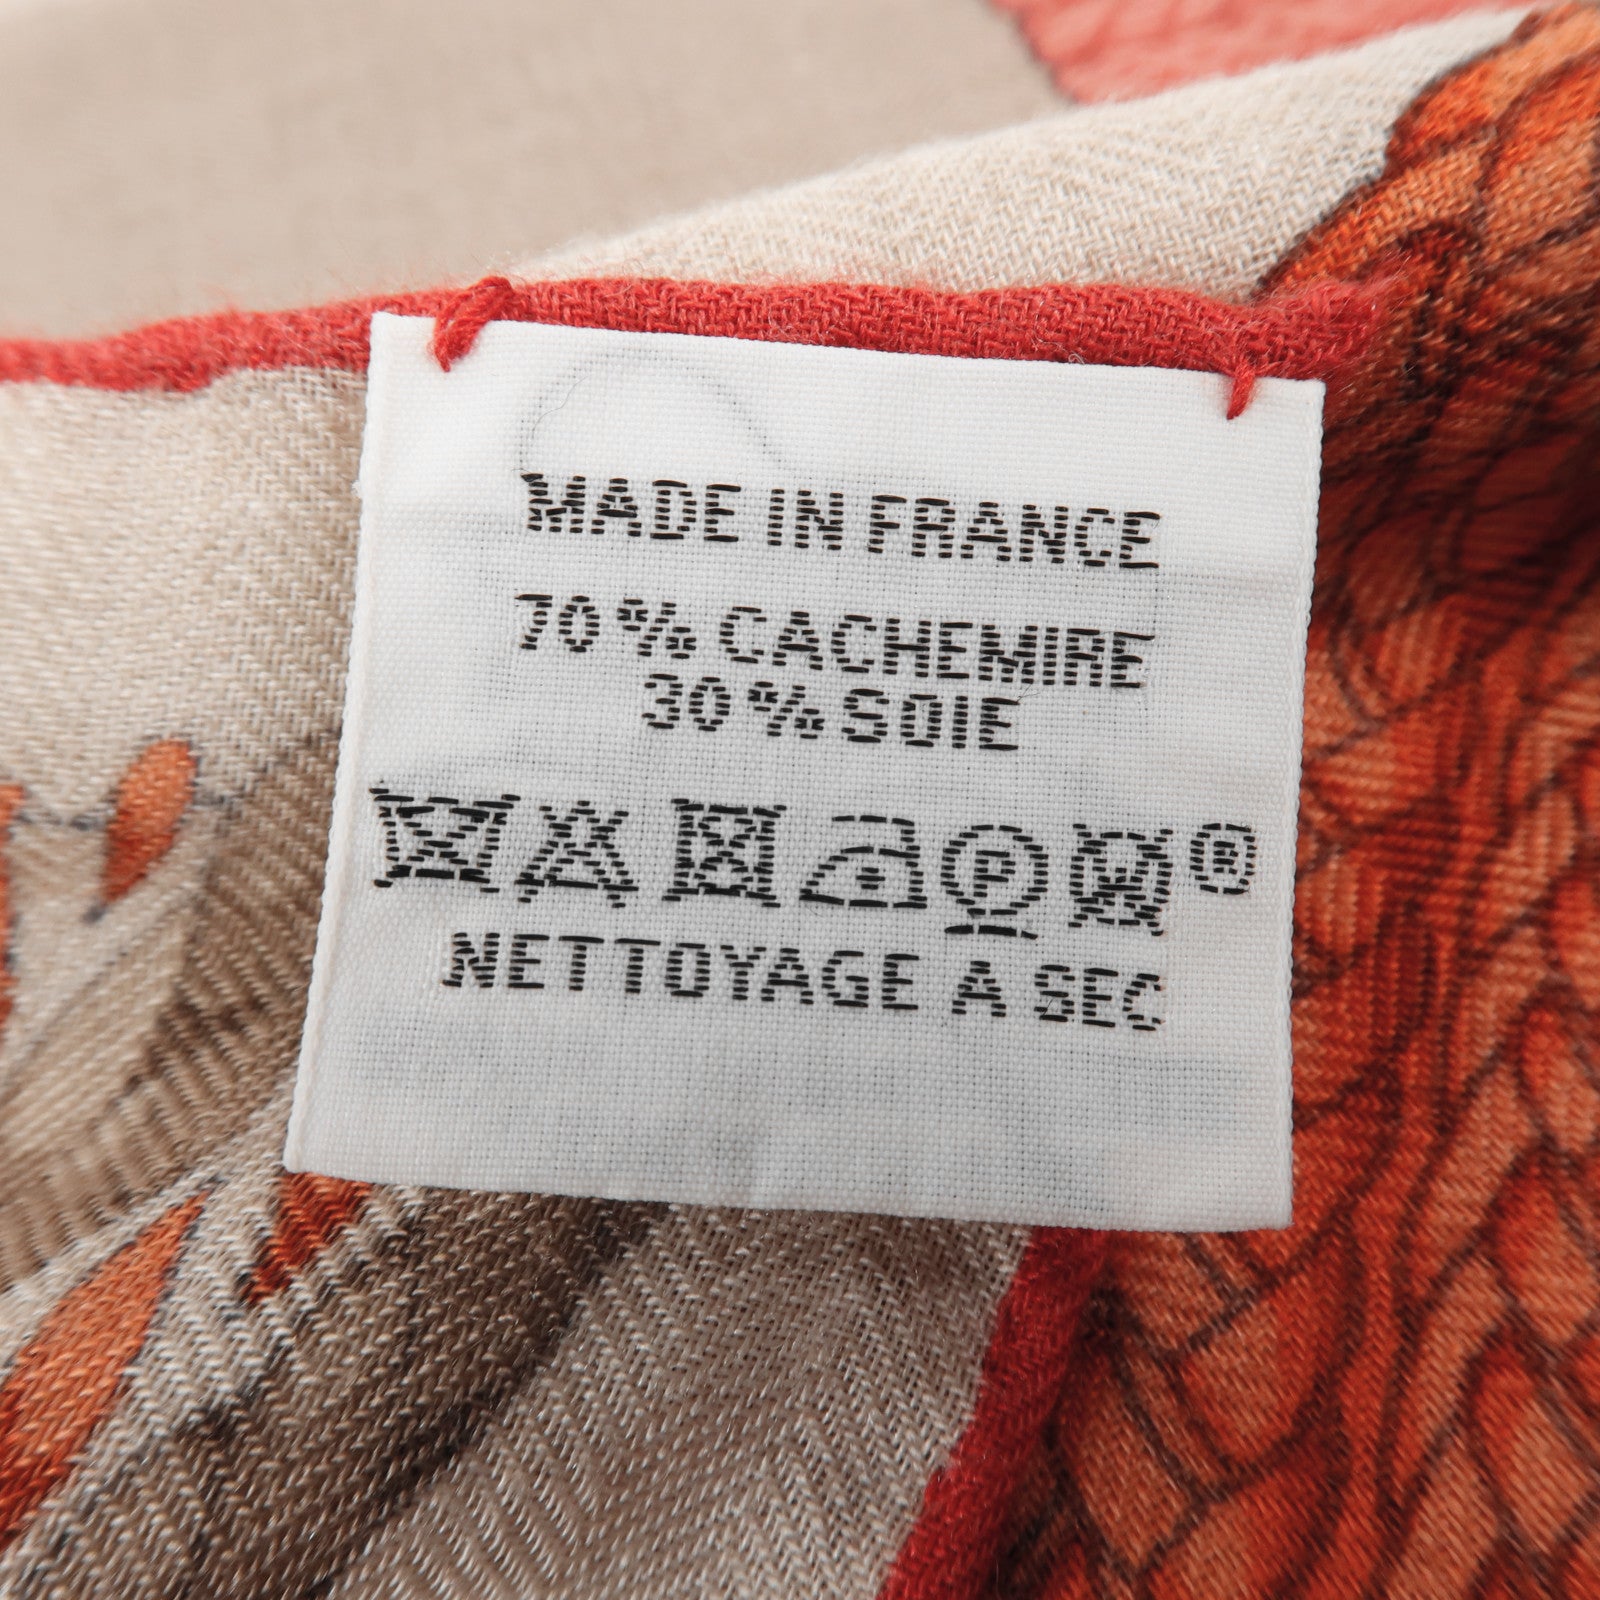 MADE IN FRANCE
70 % CACHEMIRE
30 % SOIE
P W ®
NETTOYAGE A SEC